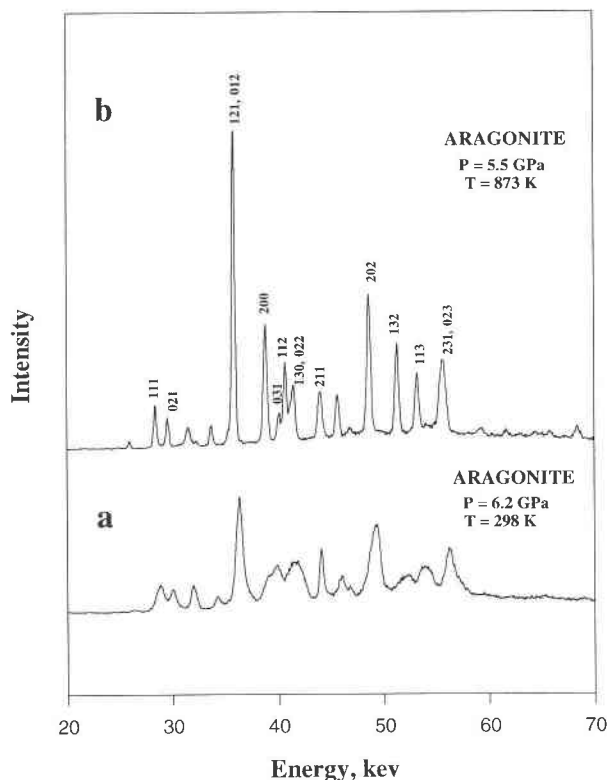 b
121, 012
ARAGONITE
P = 5.5 GPa
T = 873 K
202
200
132
112
130, 022
231, 023
111
021
031
211
113
Intensity
ARAGONITE
P = 6.2 GPa
T = 298 K
a
20 30 40 50 60 70
Energy, kev